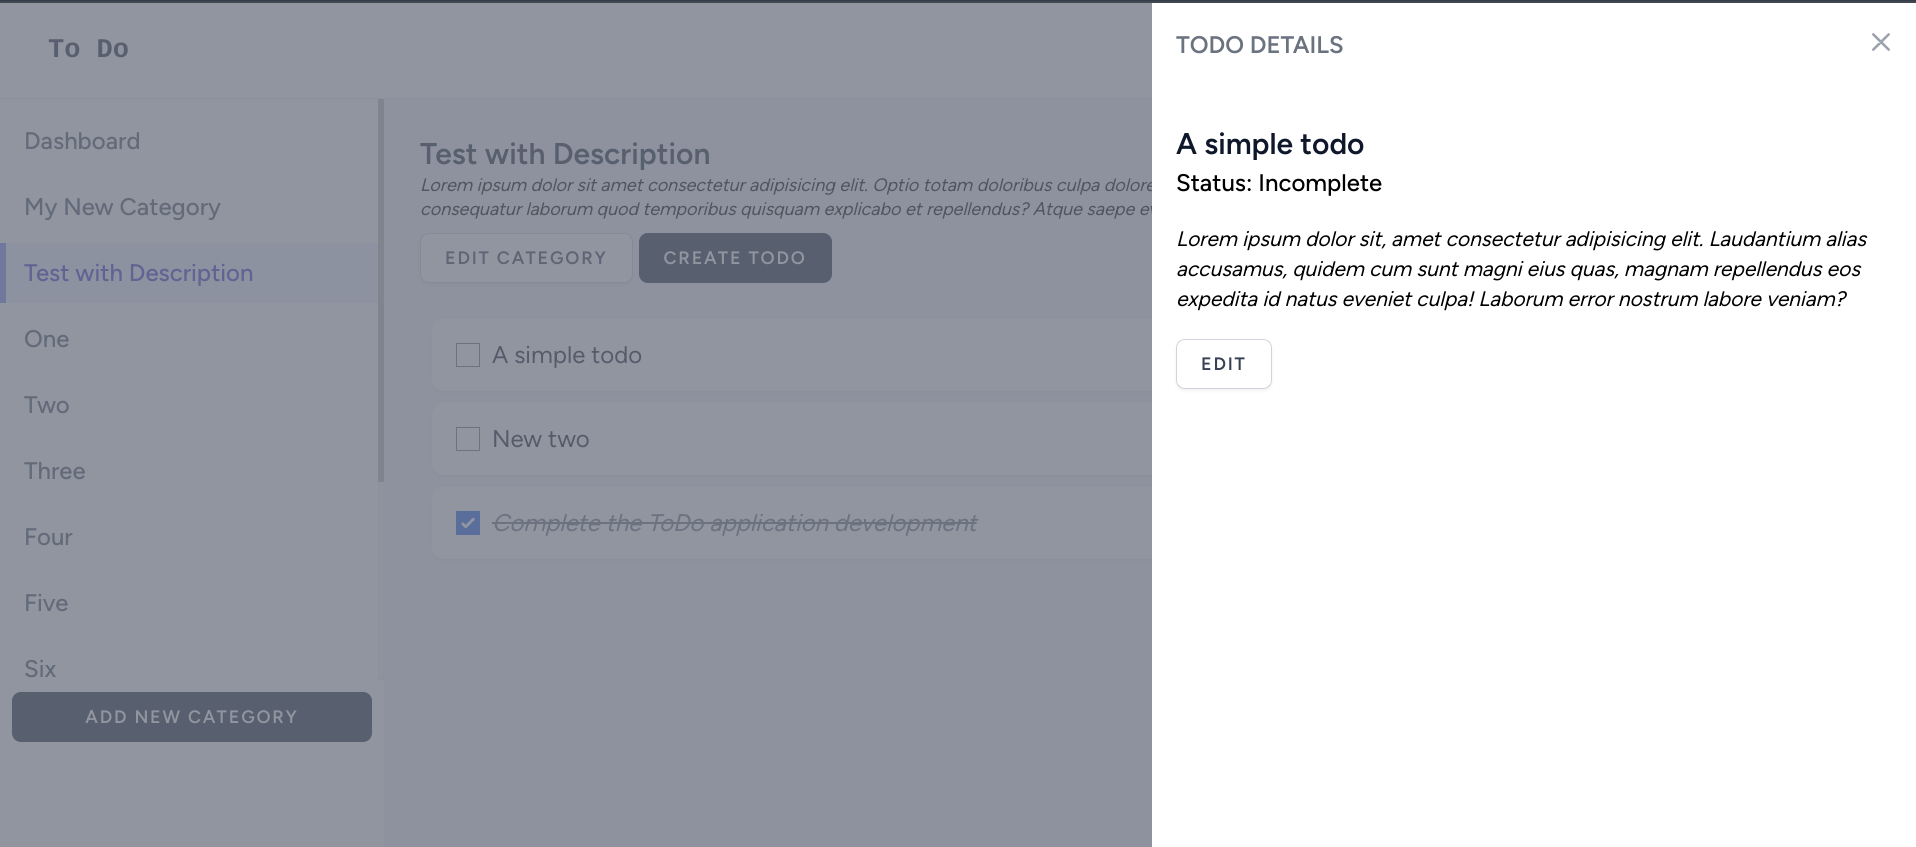 To Do
Dashboard
My New Category
Test with Description
One
Two
Three
Four
Five
Six
ADD NEW CATEGORY
Test with Description
Lorem ipsum dolor sit amet consectetur adipisicing elit. Optio totam doloribus culpa
consequatur laborum quod temporibus quisquam explicabo et repellendus? Atque saepe
EDIT CATEGORY
CREATE TODO
A simple todo
New two
Complete the ToDo application development
TODO DETAILS
A simple todo
Status: Incomplete
Lorem ipsum dolor sit, amet consectetur adipisicing elit. Laudantium alias
accusamus, quidem cum sunt magni eius quas, magnam repellendus eos
expedita id natus eveniet culpa! Laborum error nostrum labore veniam?
EDIT